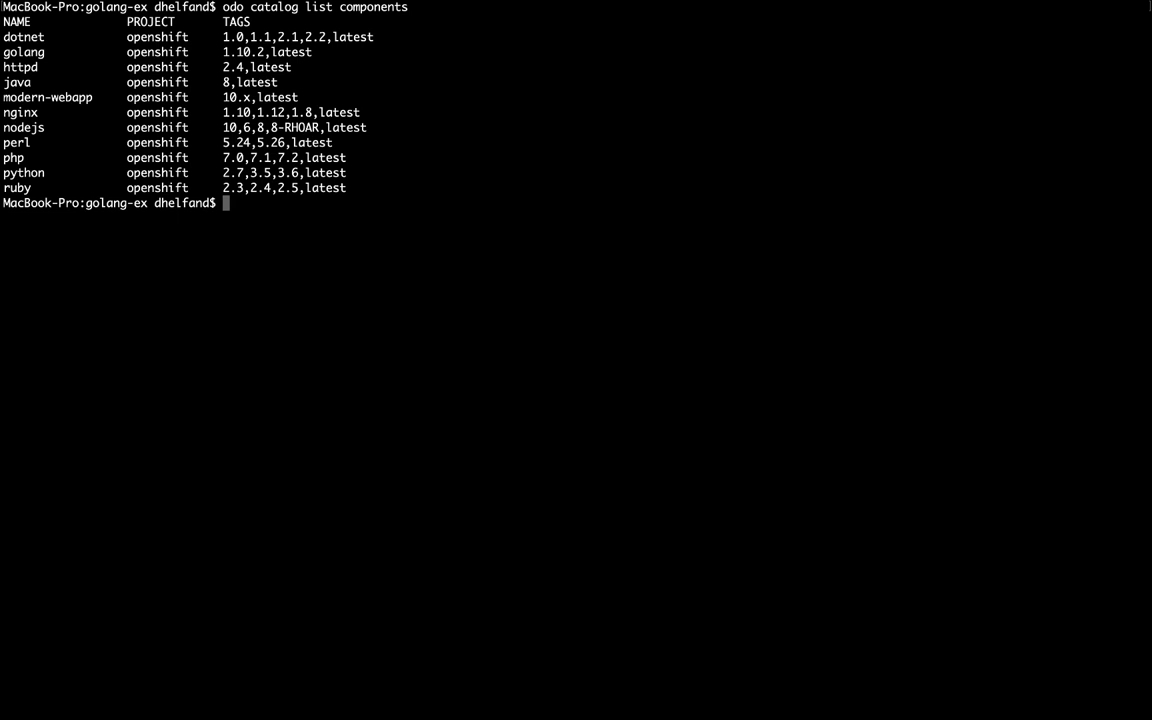 MacBook-Pro:golang-ex dhelfand$ odo catalog list components
NAME PROJECT TAGS
dotnet openshift 1.0,1.1,2.1,2.2,latest
golang openshift 1.10.2,latest
httpd openshift 2.4,latest
java openshift 8,latest
modern-webapp openshift 10.x,latest
nginx openshift 1.10,1.12,1.8,latest
nodejs openshift 10,6,8,8-RHOAR,latest
perl openshift 5.24,5.26,latest
php openshift 7.0,7.1,7.2,latest
python openshift 2.7,3.5,3.6,latest
ruby openshift 2.3,2.4,2.5,latest
MacBook-Pro:golang-ex dhelfand$